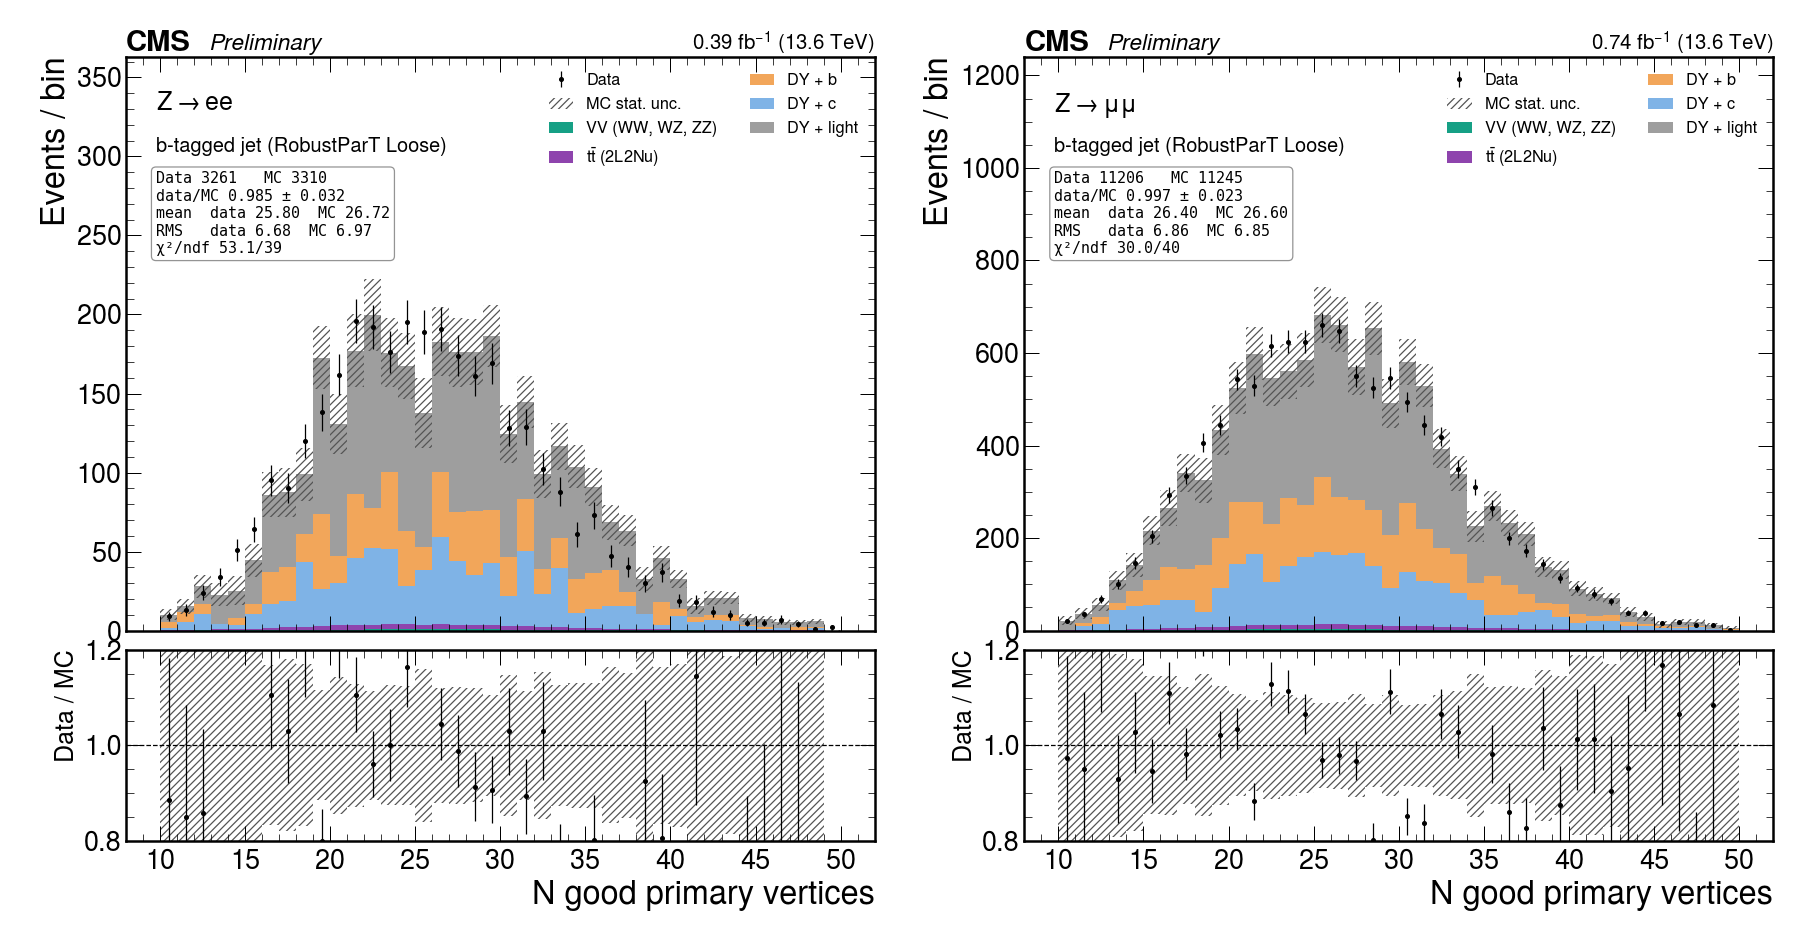 CMS Preliminary 0.39 fb⁻¹ (13.6 TeV)
Events / bin
350
300
250
200
150
100
50
0
Z → ee
b-tagged jet (RobustParT Loose)
Data 3261 MC 3310
data/MC 0.985 ± 0.032
mean data 25.80 MC 26.72
RMS data 6.68 MC 6.97
χ²/ndf 53.1/39
Data
MC stat. unc.
VV (WW, WZ, ZZ)
tt̄ (2L2Nu)
DY + b
DY + c
DY + light
Data / MC
1.2
1.0
0.8
10 15 20 25 30 35 40 45 50
N good primary vertices
CMS Preliminary 0.74 fb⁻¹ (13.6 TeV)
Events / bin
1200
1000
800
600
400
200
0
Z → μμ
b-tagged jet (RobustParT Loose)
Data 11206 MC 11245
data/MC 0.997 ± 0.023
mean data 26.40 MC 26.60
RMS data 6.86 MC 6.85
χ²/ndf 30.0/40
Data
MC stat. unc.
VV (WW, WZ, ZZ)
tt̄ (2L2Nu)
DY + b
DY + c
DY + light
Data / MC
1.2
1.0
0.8
10 15 20 25 30 35 40 45 50
N good primary vertices